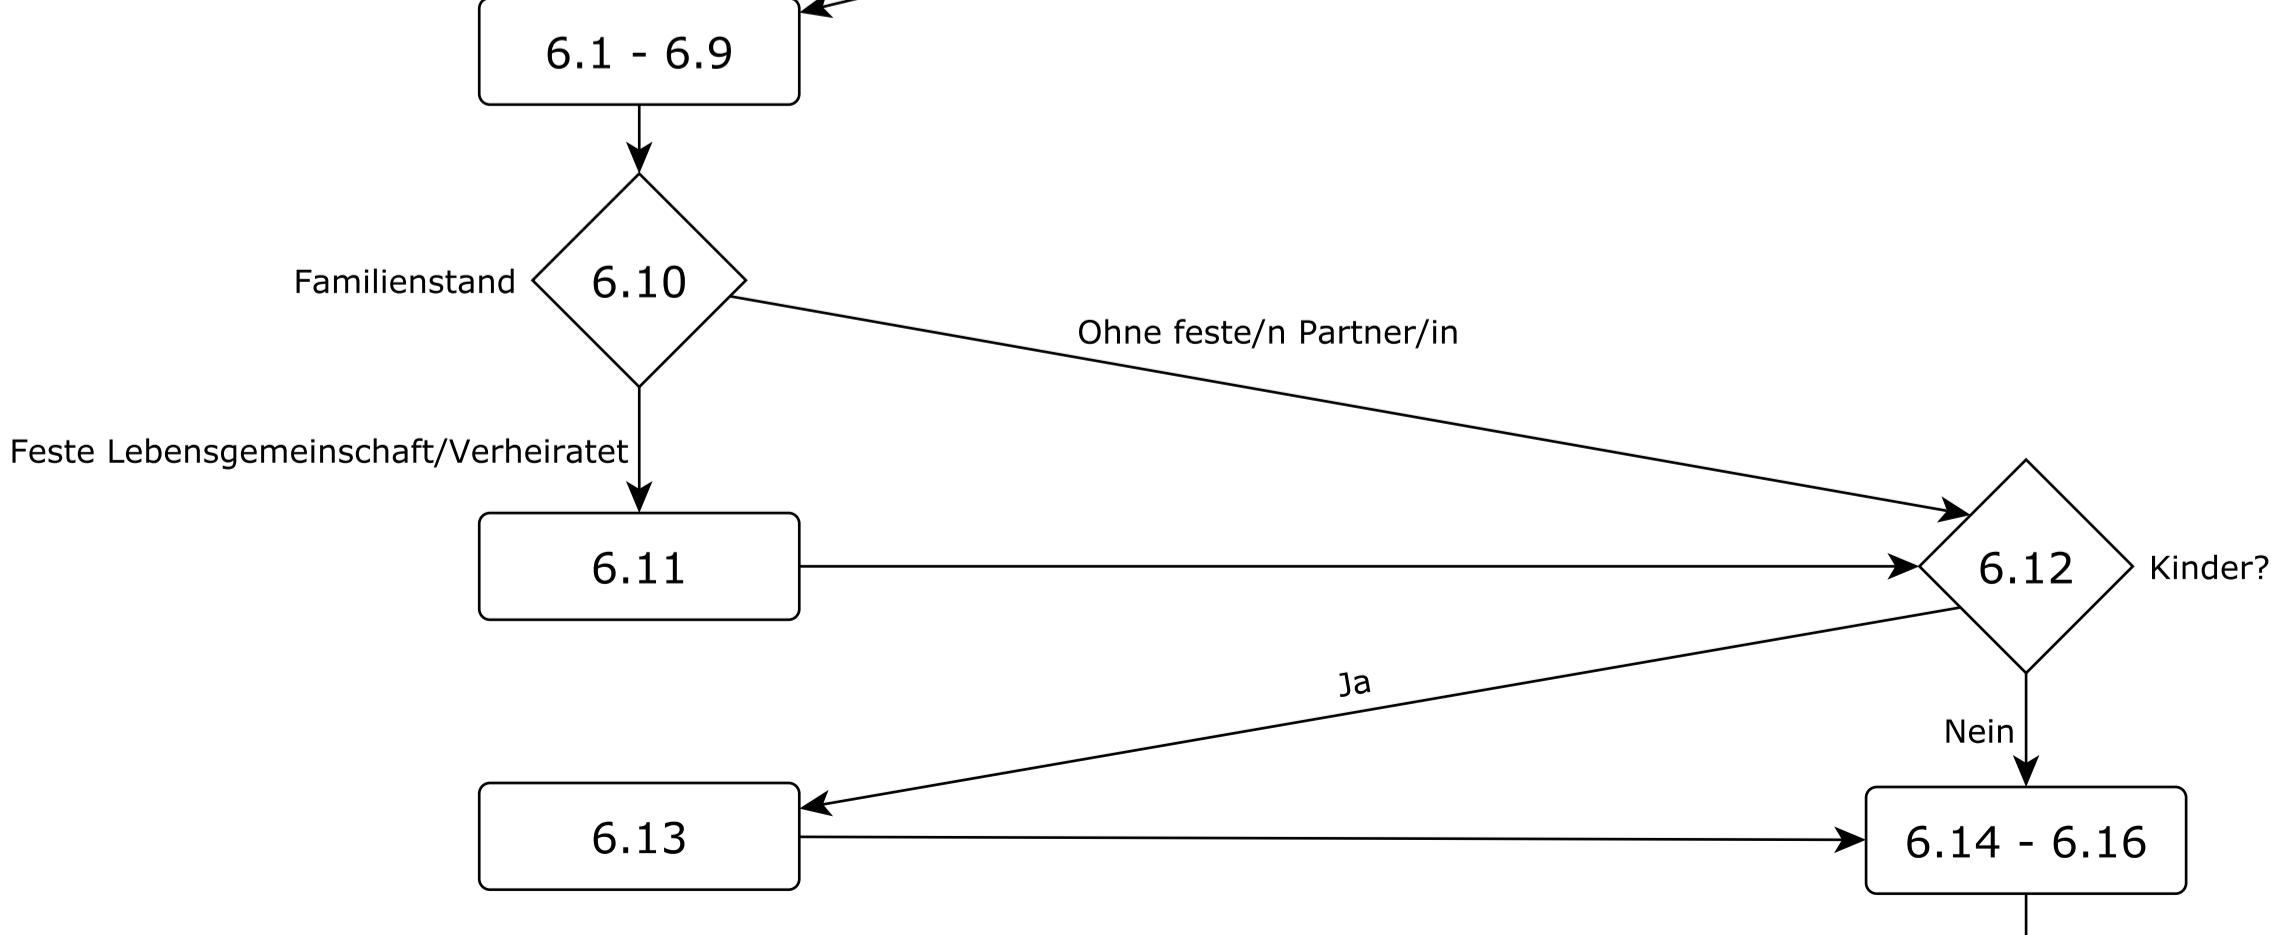 6.1 - 6.9
Familienstand
6.10
Ohne feste/n Partner/in
Feste Lebensgemeinschaft/Verheiratet
6.11
6.12
Kinder?
Ja
Nein
6.13
6.14 - 6.16